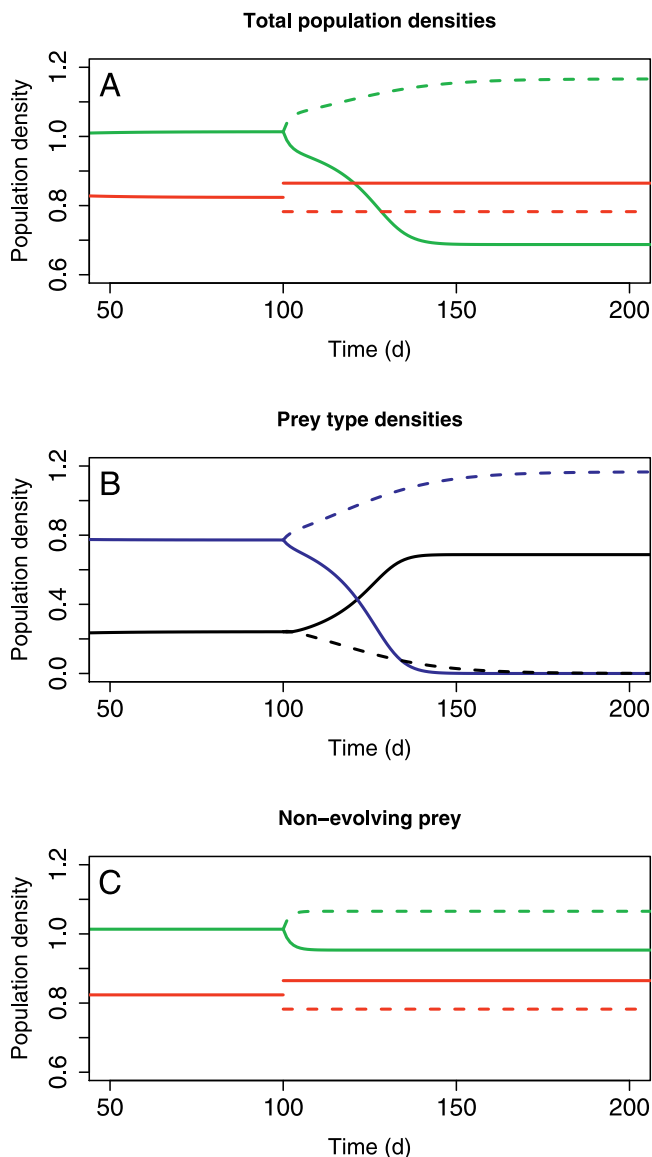 Total population densities
A
Population density
0.6 0.8 1.0 1.2
50 100 150 200
Time (d)
Prey type densities
B
Population density
0.0 0.4 0.8 1.2
50 100 150 200
Time (d)
Non−evolving prey
C
Population density
0.6 0.8 1.0 1.2
50 100 150 200
Time (d)